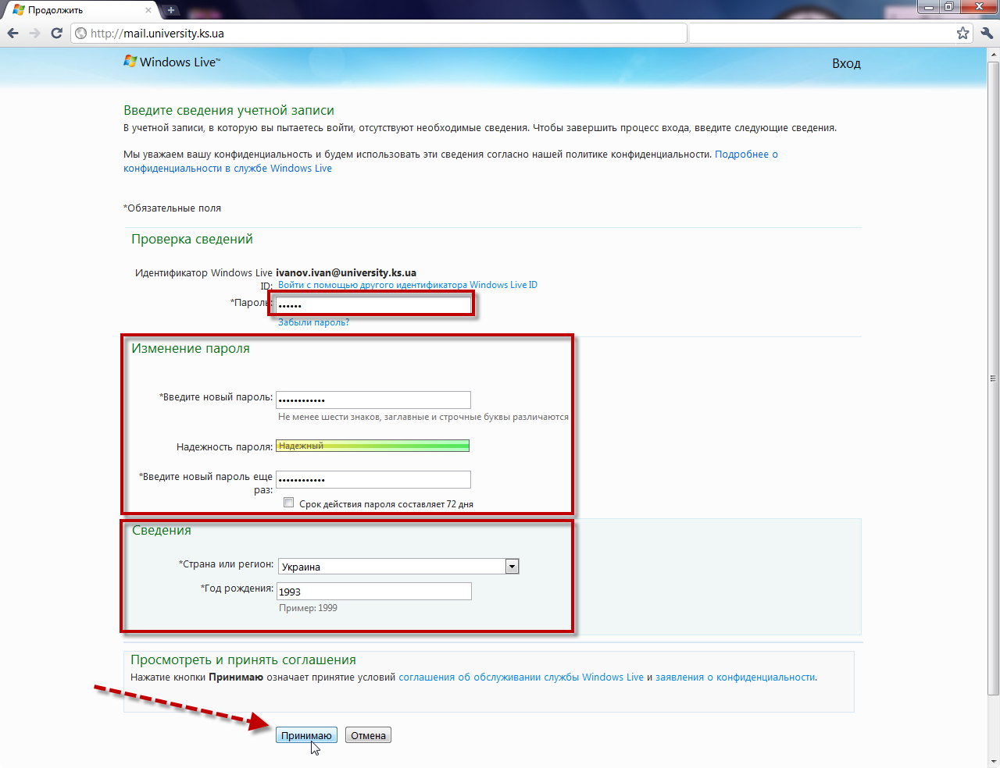 Продолжить
http://mail.university.ks.ua
Windows Live™
Вход
Введите сведения учетной записи
В учетной записи, в которую вы пытаетесь войти, отсутствуют необходимые сведения. Чтобы завершить процесс входа, введите следующие сведения.
Мы уважаем вашу конфиденциальность и будем использовать эти сведения согласно нашей политике конфиденциальности. Подробнее о
конфиденциальности в службе Windows Live
*Обязательные поля
Проверка сведений
Идентификатор Windows Live ivanov.ivan@university.ks.ua
ID: Войти с помощью другого идентификатора Windows Live ID
*Пароль: ••••••
Забыли пароль?
Изменение пароля
*Введите новый пароль: ••••••••••••
Не менее шести знаков, заглавные и строчные буквы различаются
Надежность пароля: Надежный
*Введите новый пароль еще ••••••••••••
раз:
Срок действия пароля составляет 72 дня
Сведения
*Страна или регион: Украина
*Год рождения: 1993
Пример: 1999
Просмотреть и принять соглашения
Нажатие кнопки Принимаю означает принятие условий соглашения об обслуживании службы Windows Live и заявления о конфиденциальности.
Принимаю Отмена